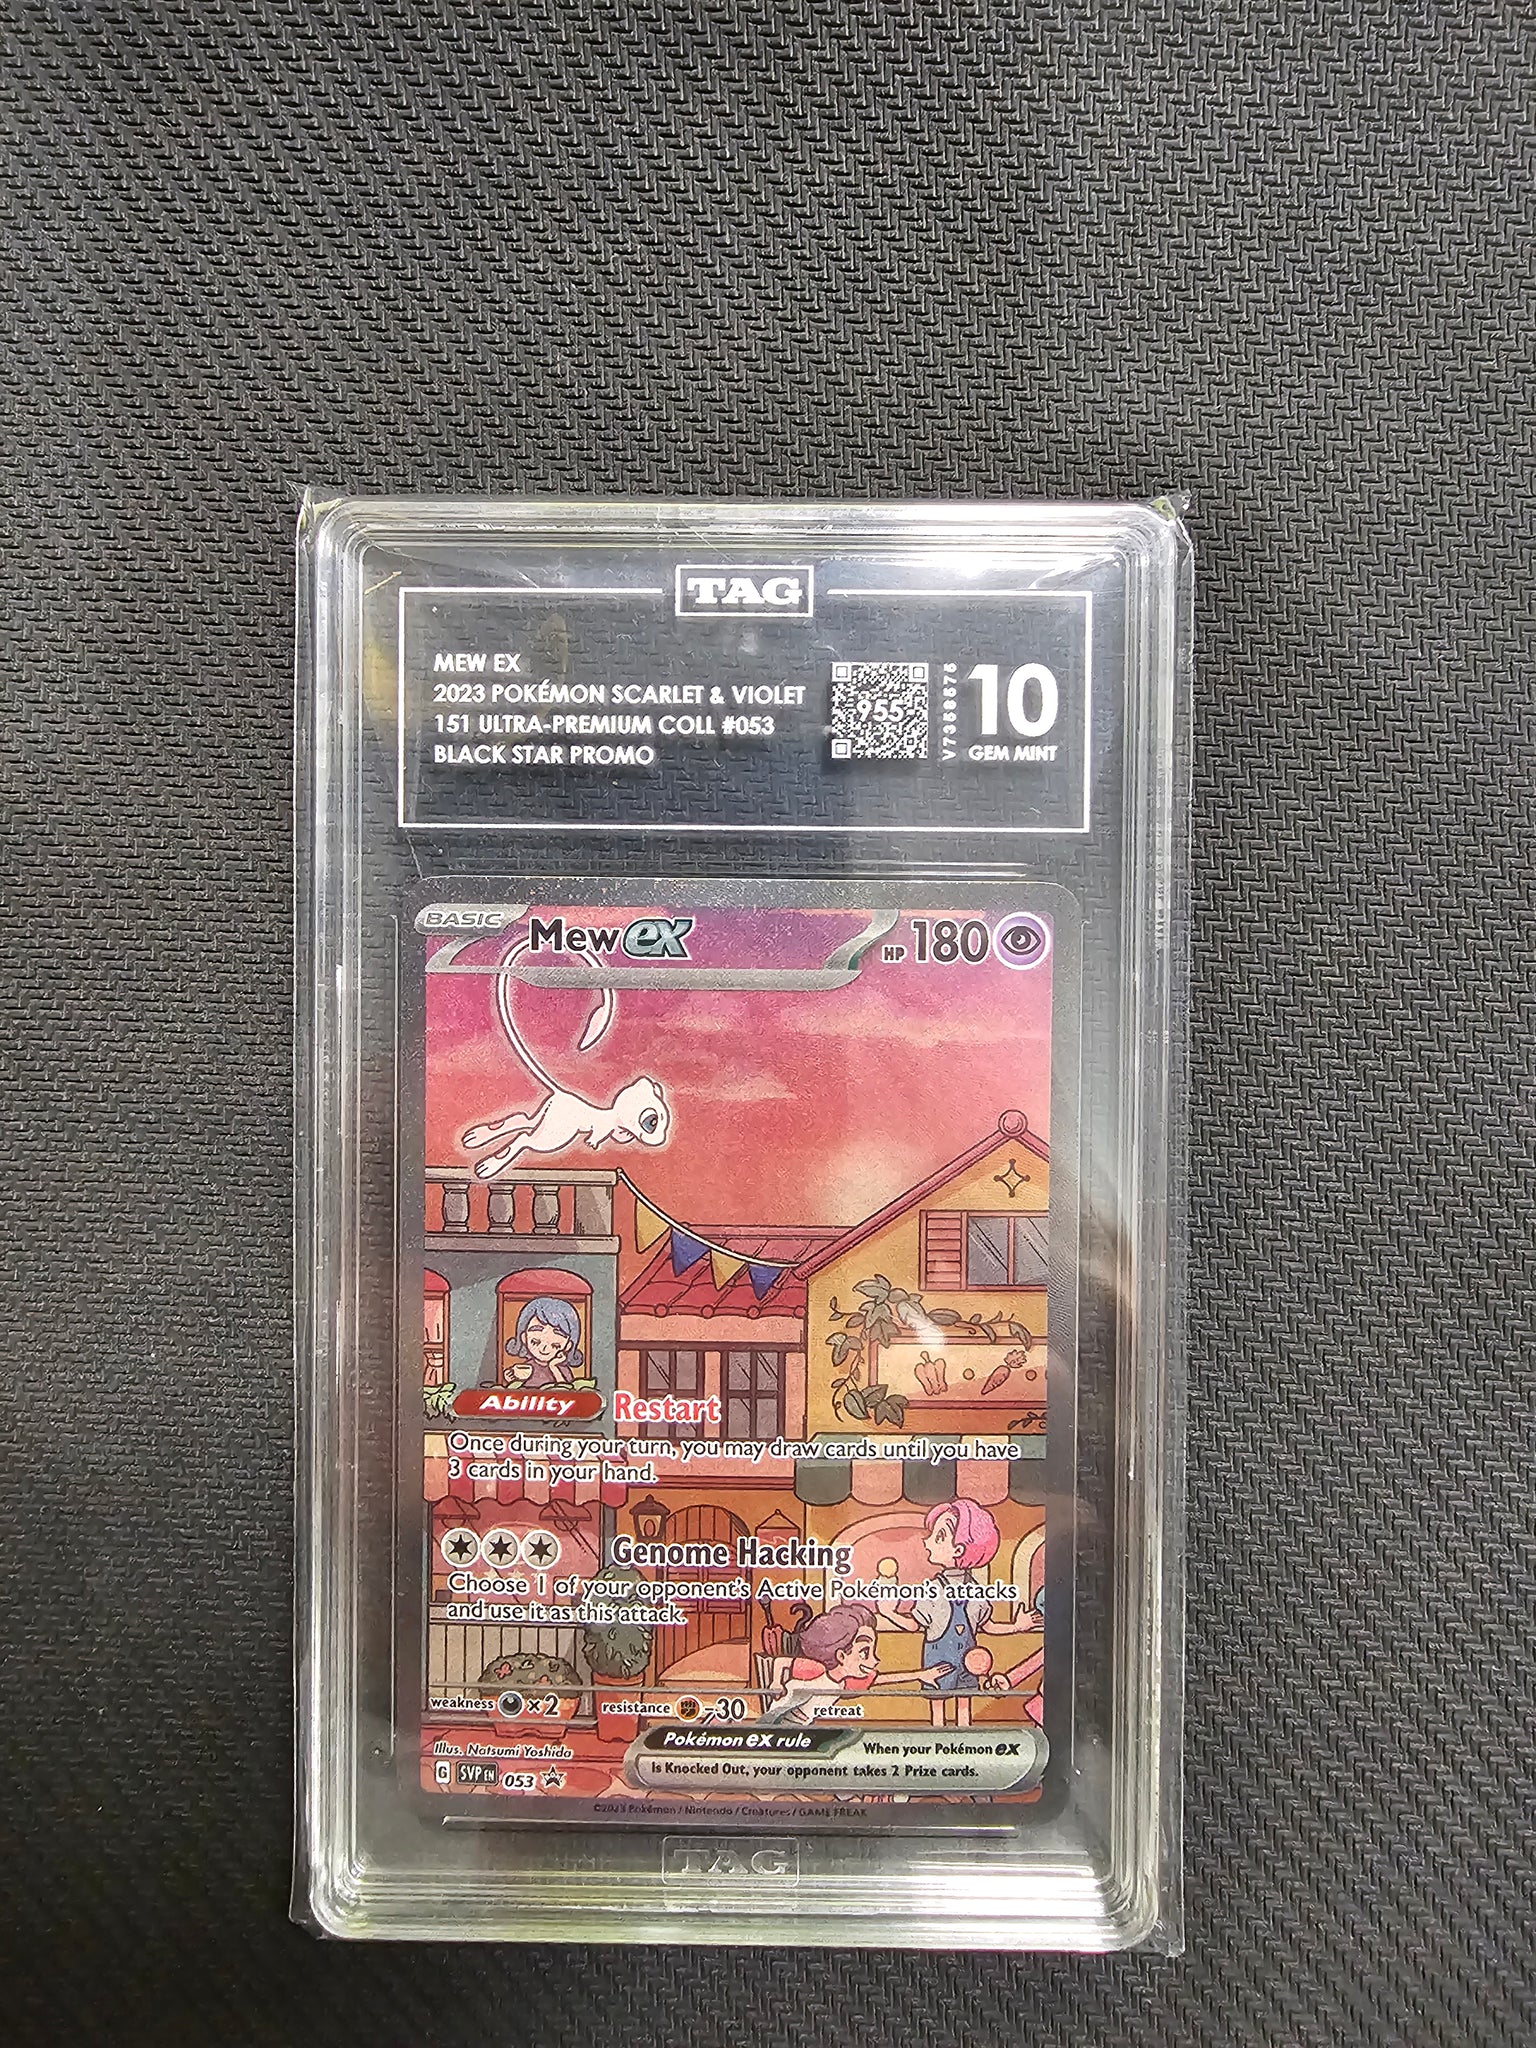 TAG
MEW EX
2023 POKÉMON SCARLET & VIOLET
151 ULTRA-PREMIUM COLL #053
BLACK STAR PROMO
955
V7358675
10
GEM MINT
BASIC
Mew ex
HP 180
Ability Restart
Once during your turn, you may draw cards until you have
3 cards in your hand.
Genome Hacking
Choose 1 of your opponent's Active Pokémon's attacks
and use it as this attack.
weakness ×2 resistance -30 retreat
Illus. Natsumi Yoshida
Pokémon ex rule
When your Pokémon ex
is Knocked Out, your opponent takes 2 Prize cards.
G SVP EN 053
©2023 Pokémon / Nintendo / Creatures / GAME FREAK
TAG